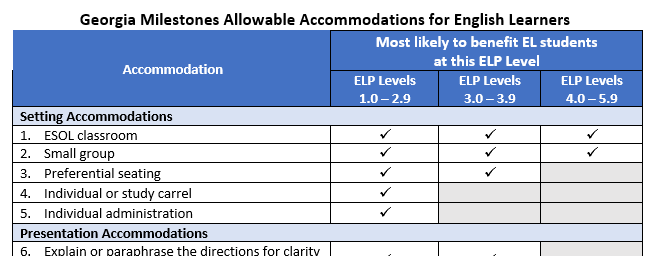 Georgia Milestones Allowable Accommodations for English Learners
Accommodation
Most likely to benefit EL students
at this ELP Level
ELP Levels
1.0 – 2.9
ELP Levels
3.0 – 3.9
ELP Levels
4.0 – 5.9
Setting Accommodations
1. ESOL classroom ✓ ✓ ✓
2. Small group ✓ ✓ ✓
3. Preferential seating ✓ ✓
4. Individual or study carrel ✓
5. Individual administration ✓
Presentation Accommodations
6. Explain or paraphrase the directions for clarity